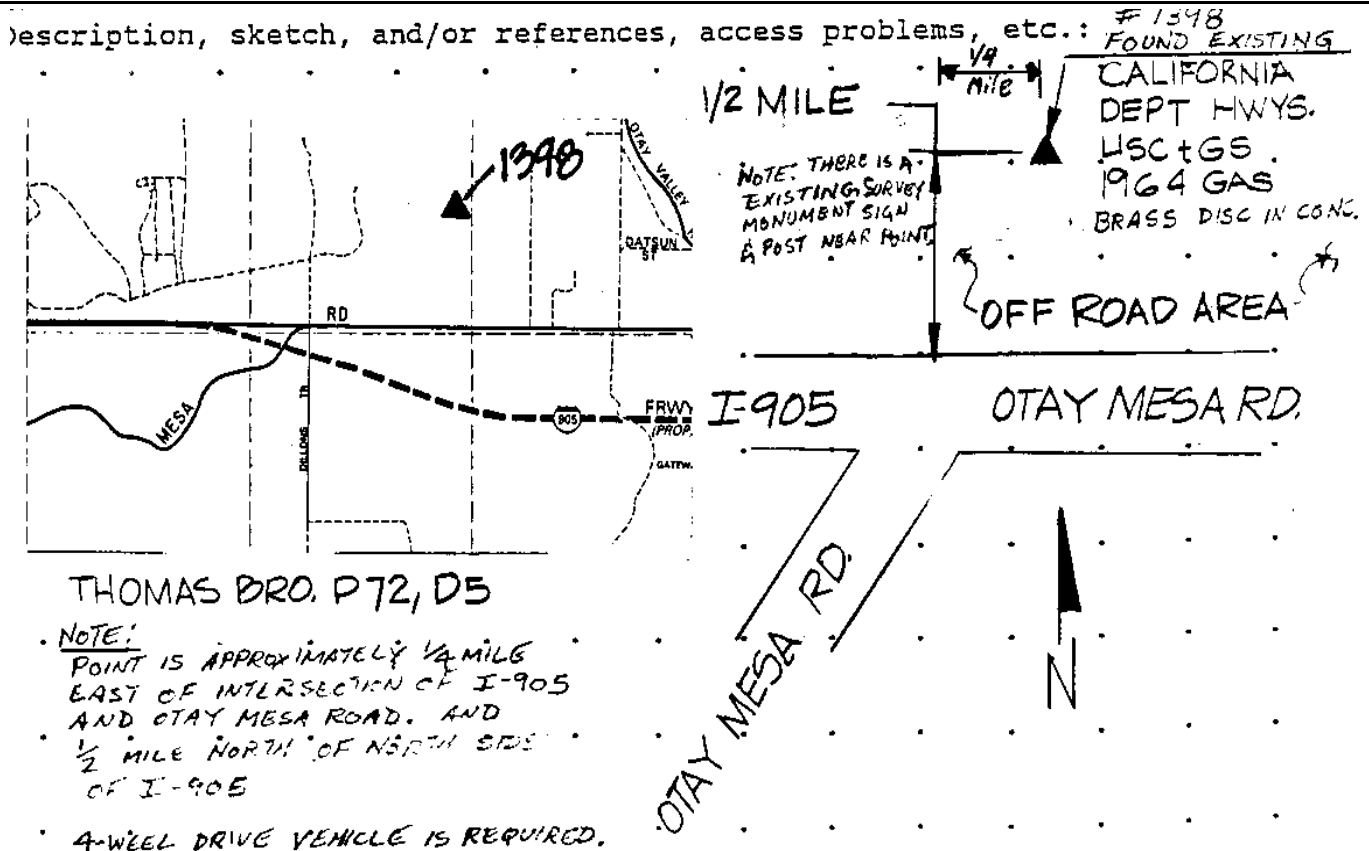 Description, sketch, and/or references, access problems, etc.:
# 1398
FOUND EXISTING
CALIFORNIA
DEPT HWYS.
USC+GS
1964 GAS
BRASS DISC IN CONC.
1/4
Mile
1/2 MILE
NOTE: THERE IS A
EXISTING SURVEY
MONUMENT SIGN
& POST NEAR POINT
OFF ROAD AREA
1398
OTAY VALLEY
DATSUN
ST
RD
MESA
805
FRWY
(PROP.
GATEW.
I-905
OTAY MESA RD.
OTAY MESA RD.
N
THOMAS BRO. P 72, D5
NOTE:
POINT IS APPROXIMATELY 1/4 MILE
EAST OF INTERSECTION OF I-905
AND OTAY MESA ROAD. AND
1/2 MILE NORTH OF NORTH SIDE
OF I-905
4-WEEL DRIVE VEHICLE IS REQUIRED.